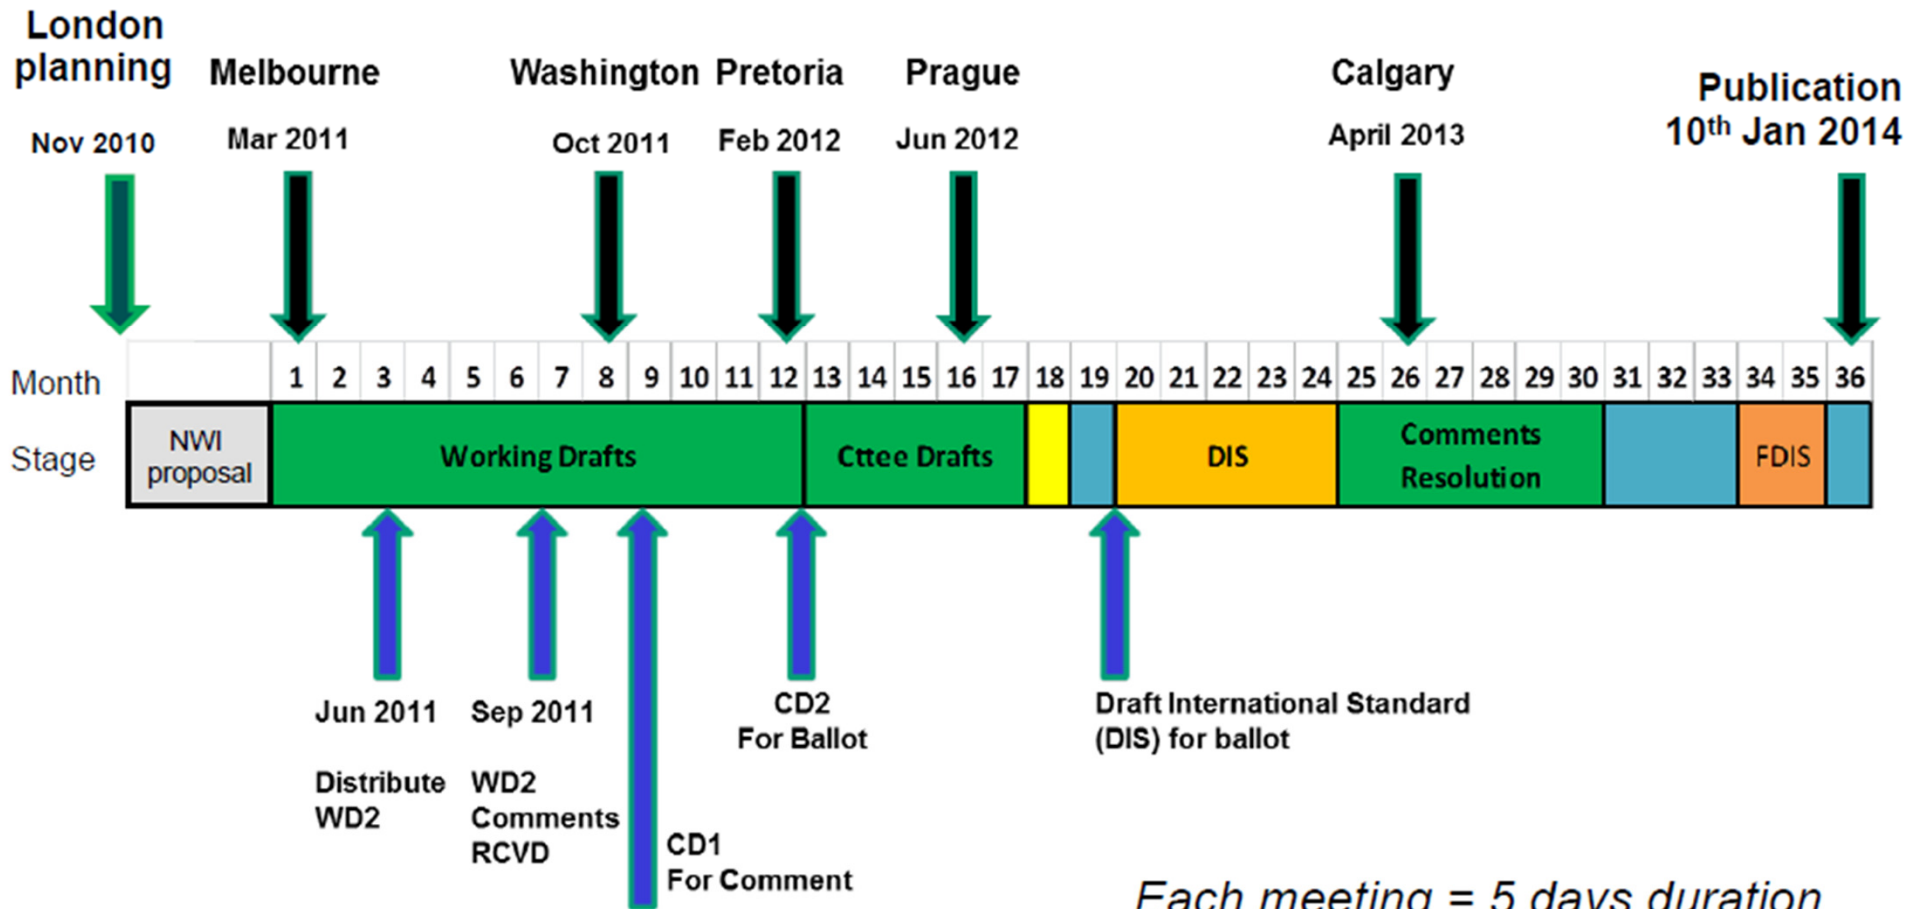 London
planning
Melbourne
Washington
Pretoria
Prague
Calgary
Publication
10th Jan 2014
Nov 2010
Mar 2011
Oct 2011
Feb 2012
Jun 2012
April 2013
Month
1 2 3 4 5 6 7 8 9 10 11 12 13 14 15 16 17 18 19 20 21 22 23 24 25 26 27 28 29 30 31 32 33 34 35 36
Stage
NWI
proposal
Working Drafts
Cttee Drafts
DIS
Comments
Resolution
FDIS
Jun 2011
Distribute
WD2
Sep 2011
WD2
Comments
RCVD
CD1
For Comment
CD2
For Ballot
Draft International Standard
(DIS) for ballot
Each meeting = 5 days duration